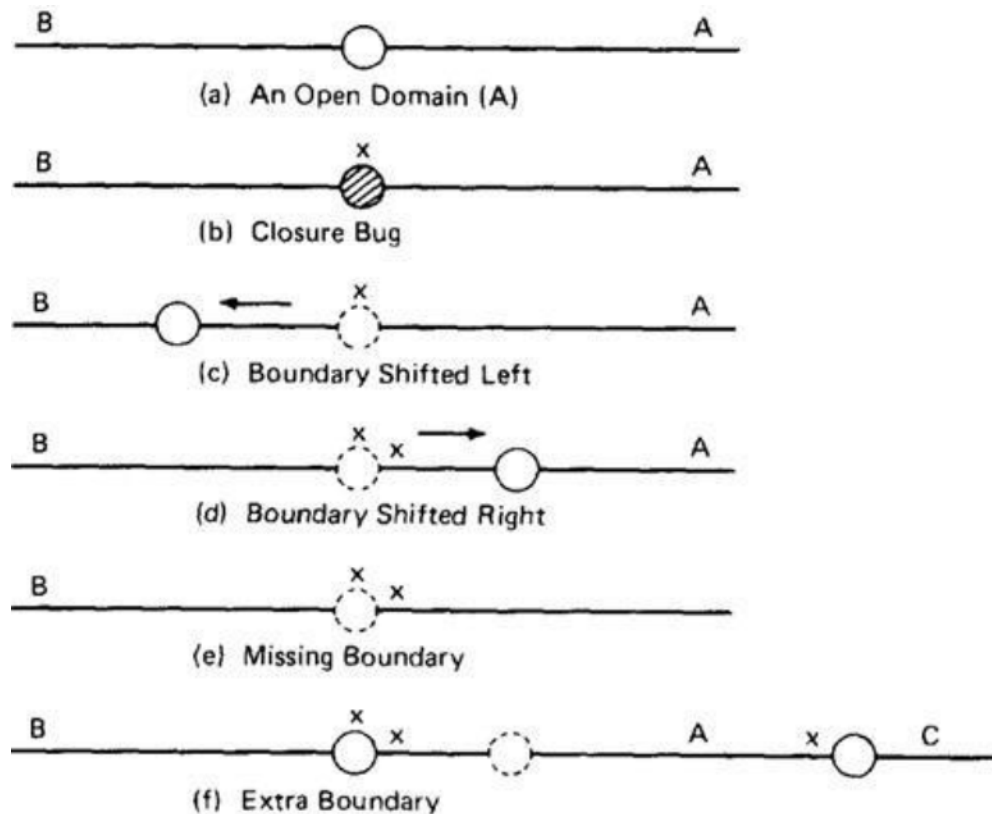 B A
(a) An Open Domain (A)
x
B A
(b) Closure Bug
x
B A
(c) Boundary Shifted Left
x
B x A
(d) Boundary Shifted Right
x
B x
(e) Missing Boundary
x
B x A x C
(f) Extra Boundary